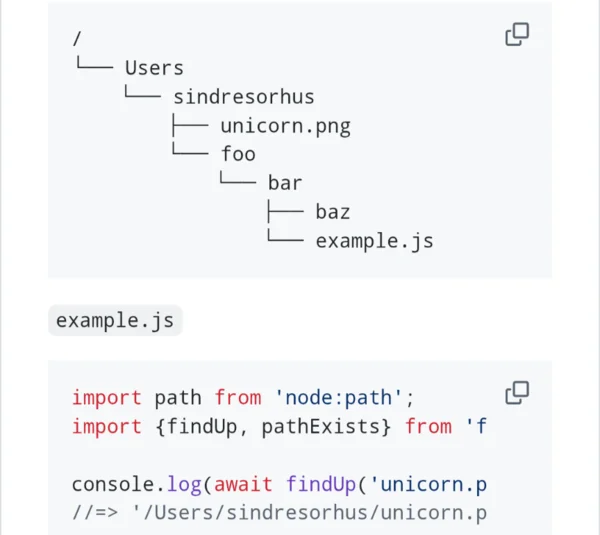 /
└── Users
    └── sindresorhus
        ├── unicorn.png
        └── foo
            └── bar
                ├── baz
                └── example.js
example.js
import path from 'node:path';
import {findUp, pathExists} from 'f
console.log(await findUp('unicorn.p
//=> '/Users/sindresorhus/unicorn.p